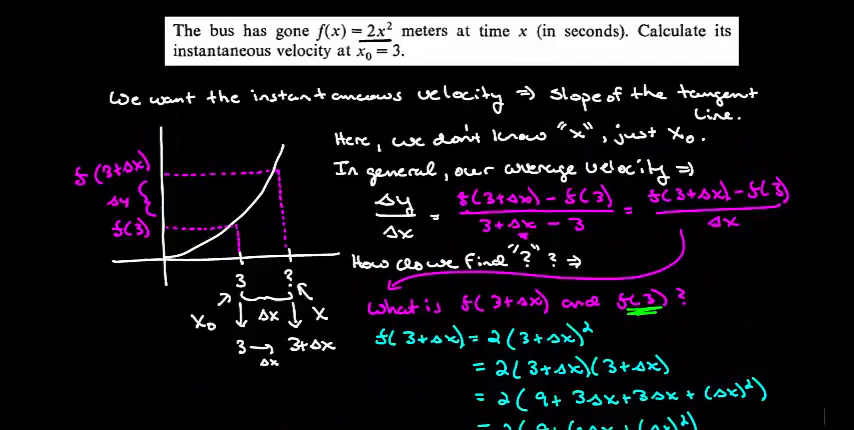 The bus has gone f(x) = 2x² meters at time x (in seconds). Calculate its
instantaneous velocity at x₀ = 3.
We want the instantaneous velocity ⇒ slope of the tangent
line.
Here, we don't know "x", just x₀.
In general, our average velocity ⇒
Δy/Δx = (f(3+Δx) - f(3))/(3+Δx - 3) = (f(3+Δx) - f(3))/Δx
How do we find "?" ? ⇒
What is f(3+Δx) and f(3)?
f(3+Δx) = 2(3+Δx)²
= 2(3+Δx)(3+Δx)
= 2(9 + 3Δx + 3Δx + (Δx)²)
f(3+Δx)
Δy
f(3)
3 ?
x₀ Δx x
3 → 3+Δx
Δx